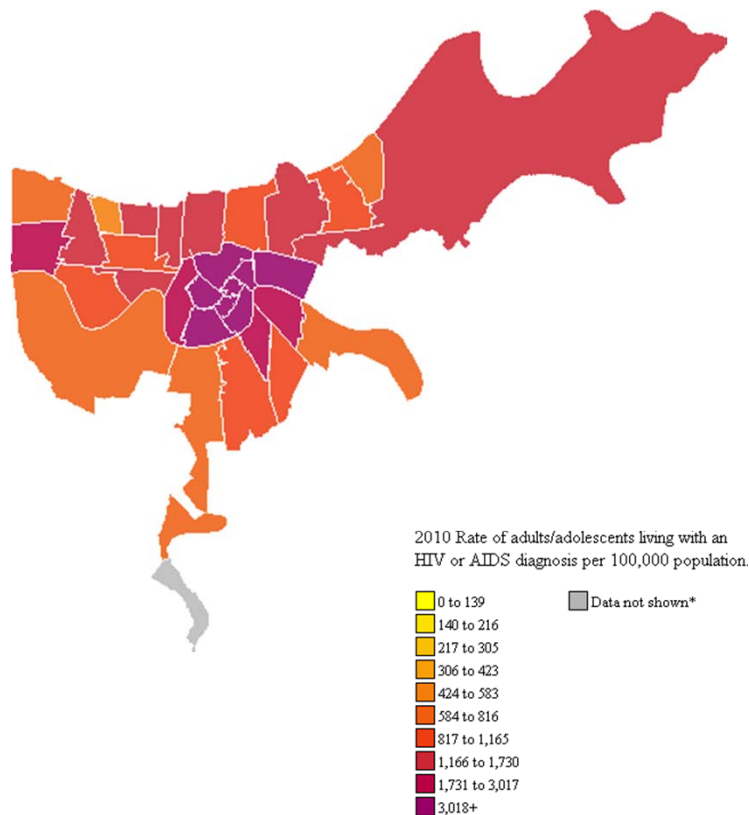 2010 Rate of adults/adolescents living with an
HIV or AIDS diagnosis per 100,000 population.
0 to 139
Data not shown*
140 to 216
217 to 305
306 to 423
424 to 583
584 to 816
817 to 1,165
1,166 to 1,730
1,731 to 3,017
3,018+